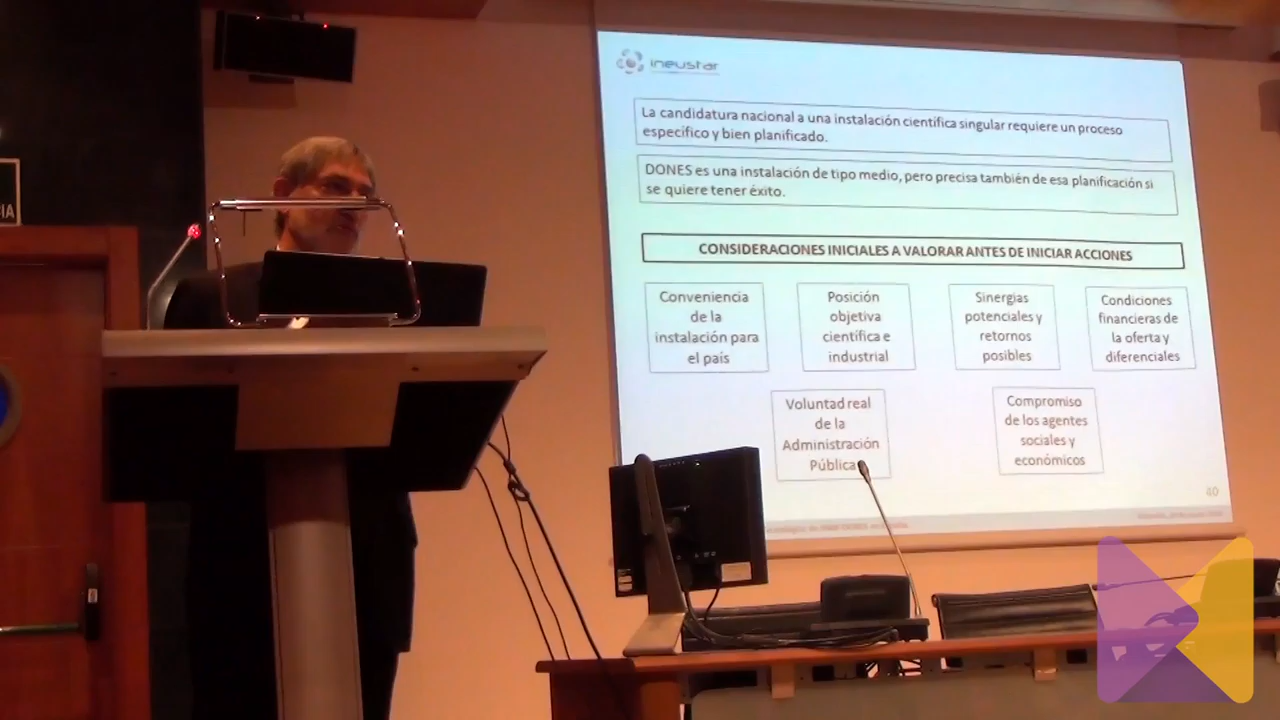 ineustar
La candidatura nacional a una instalación científica singular requiere un proceso
específico y bien planificado.
DONES es una instalación de tipo medio, pero precisa también de esa planificación si
se quiere tener éxito.
CONSIDERACIONES INICIALES A VALORAR ANTES DE INICIAR ACCIONES
Conveniencia
de la
instalación para
el país
Posición
objetiva
científica e
industrial
Sinergias
potenciales y
retornos
posibles
Condiciones
financieras de
la oferta y
diferenciales
Voluntad real
de la
Administración
Pública
Compromiso
de los agentes
sociales y
económicos
40